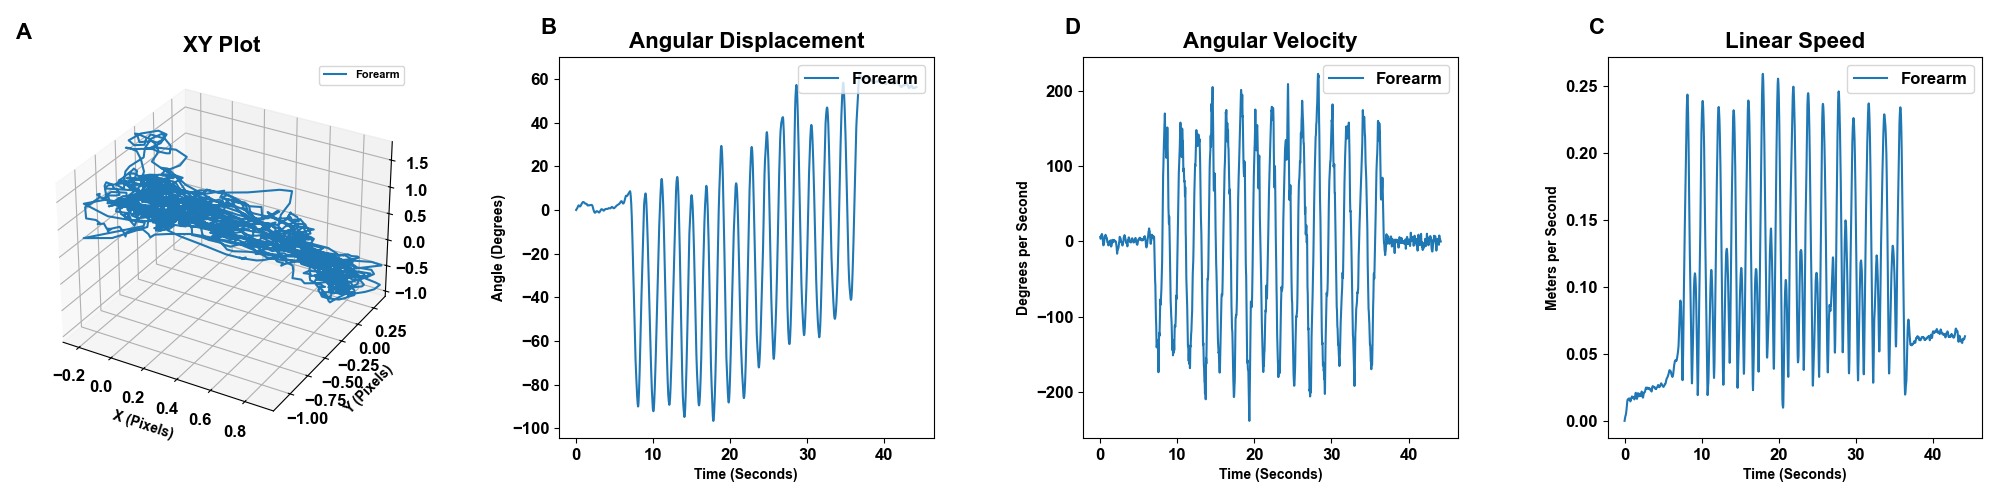 A
XY Plot
Forearm
1.5
1.0
0.5
0.0
−0.5
−1.0
0.25
0.00
−0.25
−0.50
−0.75
−1.00
Y (Pixels)
−0.2
0.0
0.2
0.4
0.6
0.8
X (Pixels)
B
Angular Displacement
Forearm
60
40
20
0
−20
−40
−60
−80
−100
Angle (Degrees)
0 10 20 30 40
Time (Seconds)
D
Angular Velocity
Forearm
200
100
0
−100
−200
Degrees per Second
0 10 20 30 40
Time (Seconds)
C
Linear Speed
Forearm
0.25
0.20
0.15
0.10
0.05
0.00
Meters per Second
0 10 20 30 40
Time (Seconds)